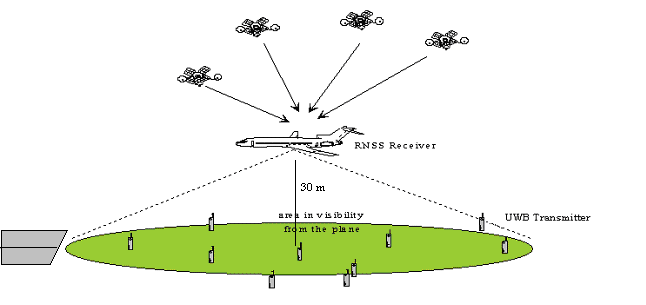 RNSS Receiver
30 m
area in visibility
from the plane
UWB Transmitter